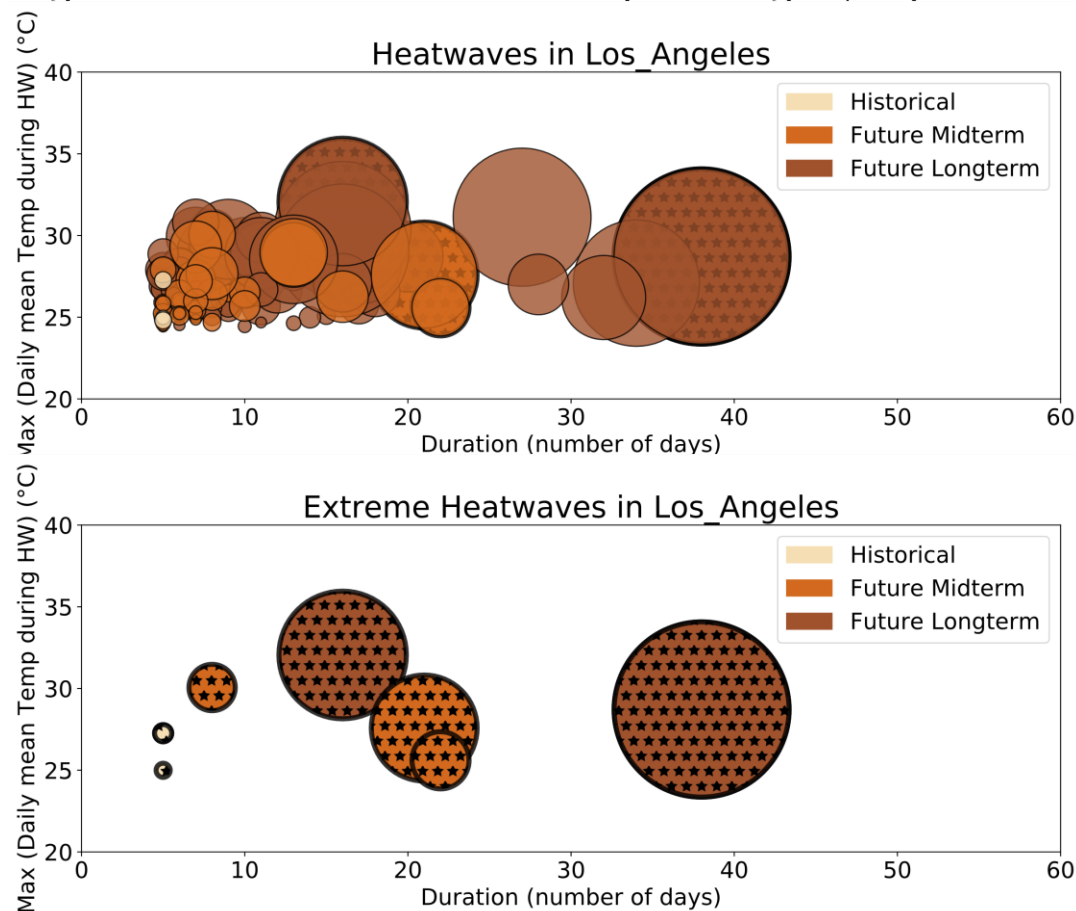 Heatwaves in Los_Angeles
Max (Daily mean Temp during HW) (°C)
40
35
30
25
20
Historical
Future Midterm
Future Longterm
0 10 20 30 40 50 60
Duration (number of days)
Extreme Heatwaves in Los_Angeles
Max (Daily mean Temp during HW) (°C)
40
35
30
25
20
Historical
Future Midterm
Future Longterm
0 10 20 30 40 50 60
Duration (number of days)